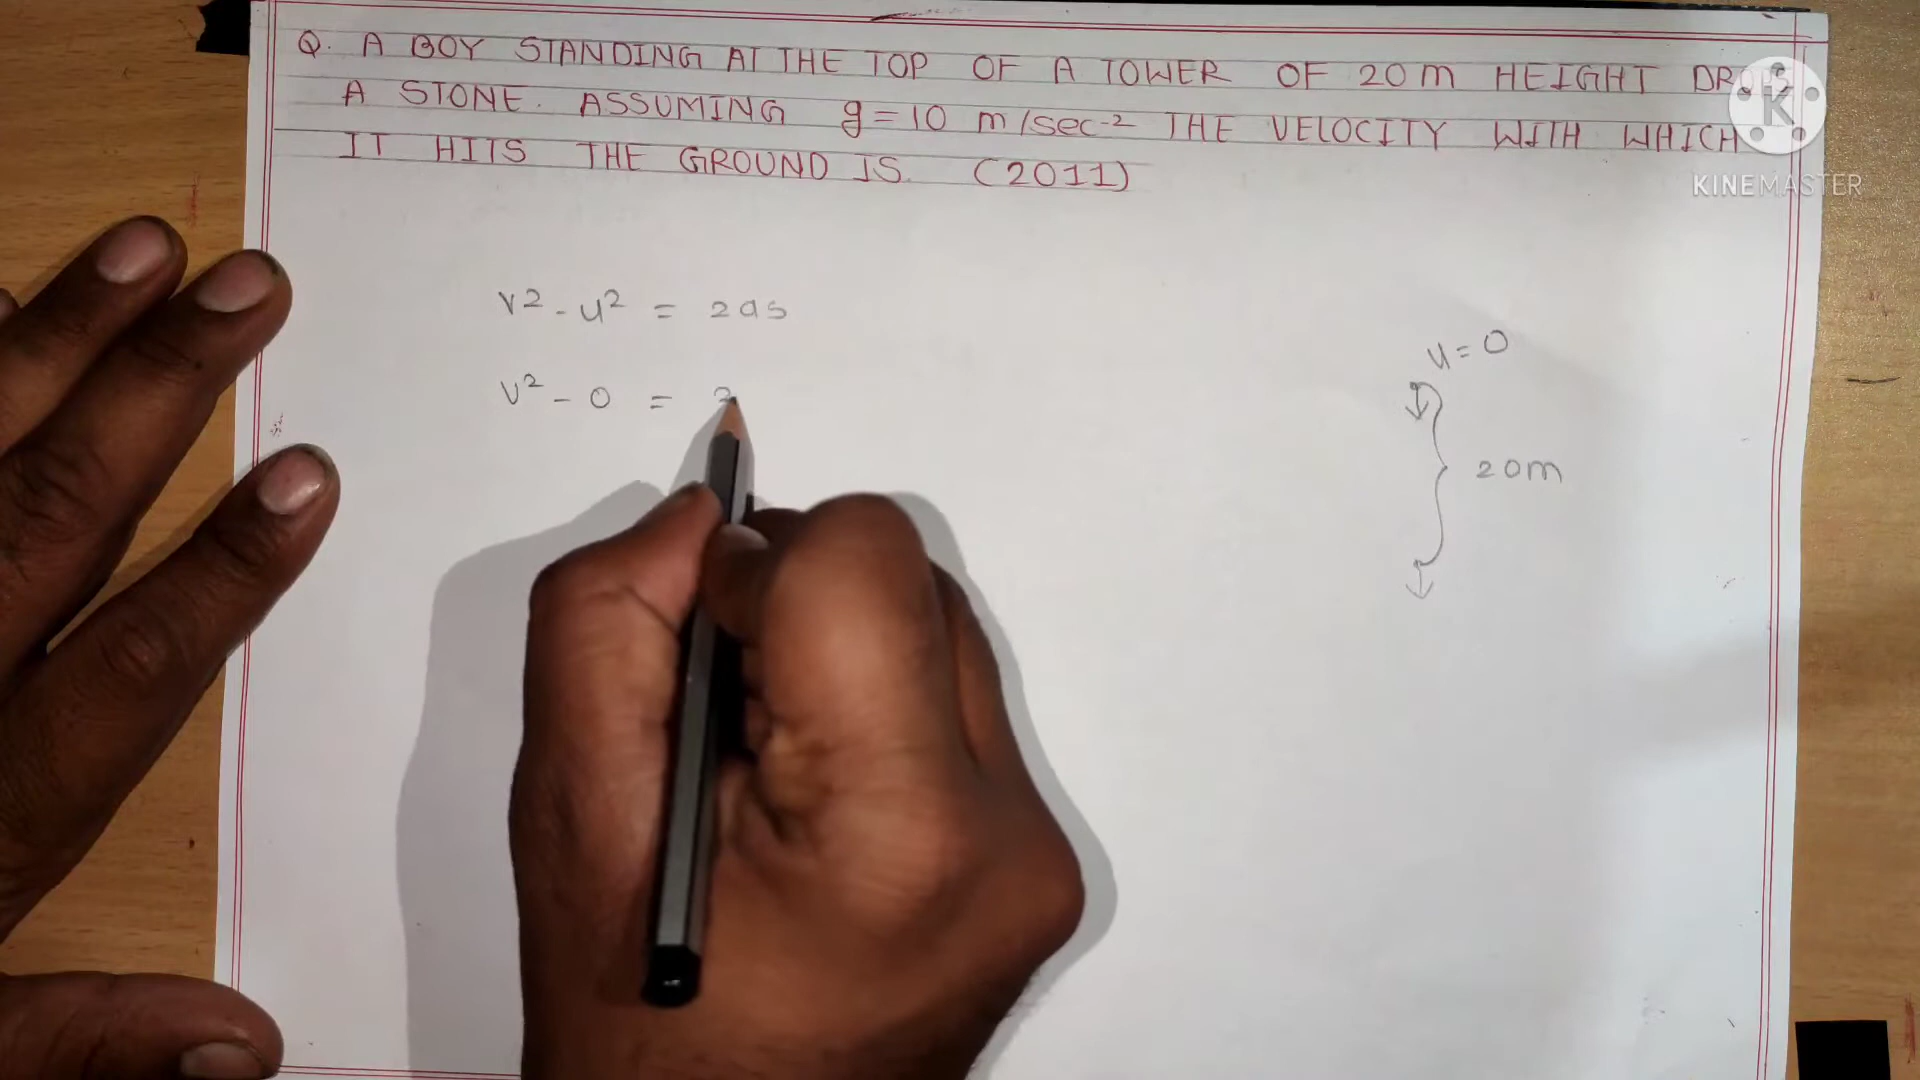 Q. A BOY STANDING AT THE TOP OF A TOWER OF 20 m HEIGHT DROPS
A STONE. ASSUMING g = 10 m/sec-2 THE VELOCITY WITH WHICH
IT HITS THE GROUND IS. (2011)
KINEMASTER
v² - u² = 2as
u = 0
v² - 0 = 2
20m